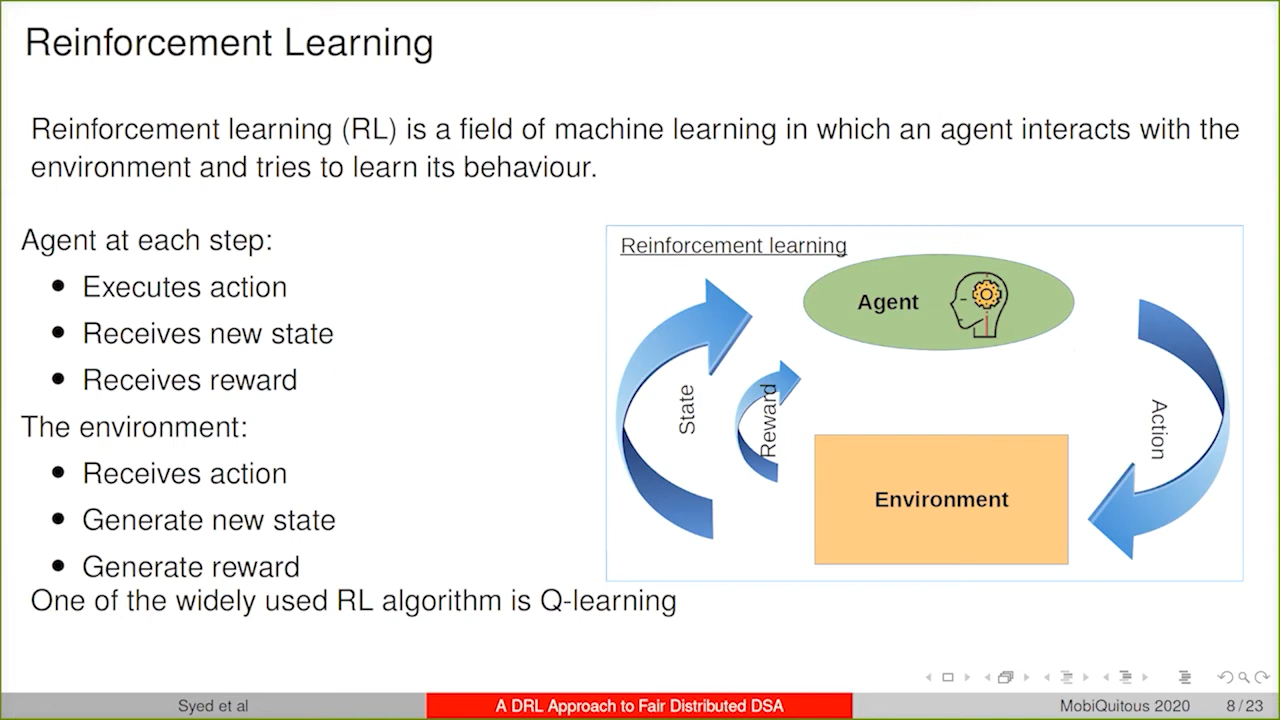 Reinforcement Learning
Reinforcement learning (RL) is a field of machine learning in which an agent interacts with the
environment and tries to learn its behaviour.
Agent at each step:
• Executes action
• Receives new state
• Receives reward
The environment:
• Receives action
• Generate new state
• Generate reward
One of the widely used RL algorithm is Q-learning
Reinforcement learning
Agent
State
Reward
Action
Environment
Syed et al
A DRL Approach to Fair Distributed DSA
MobiQuitous 2020
8 / 23